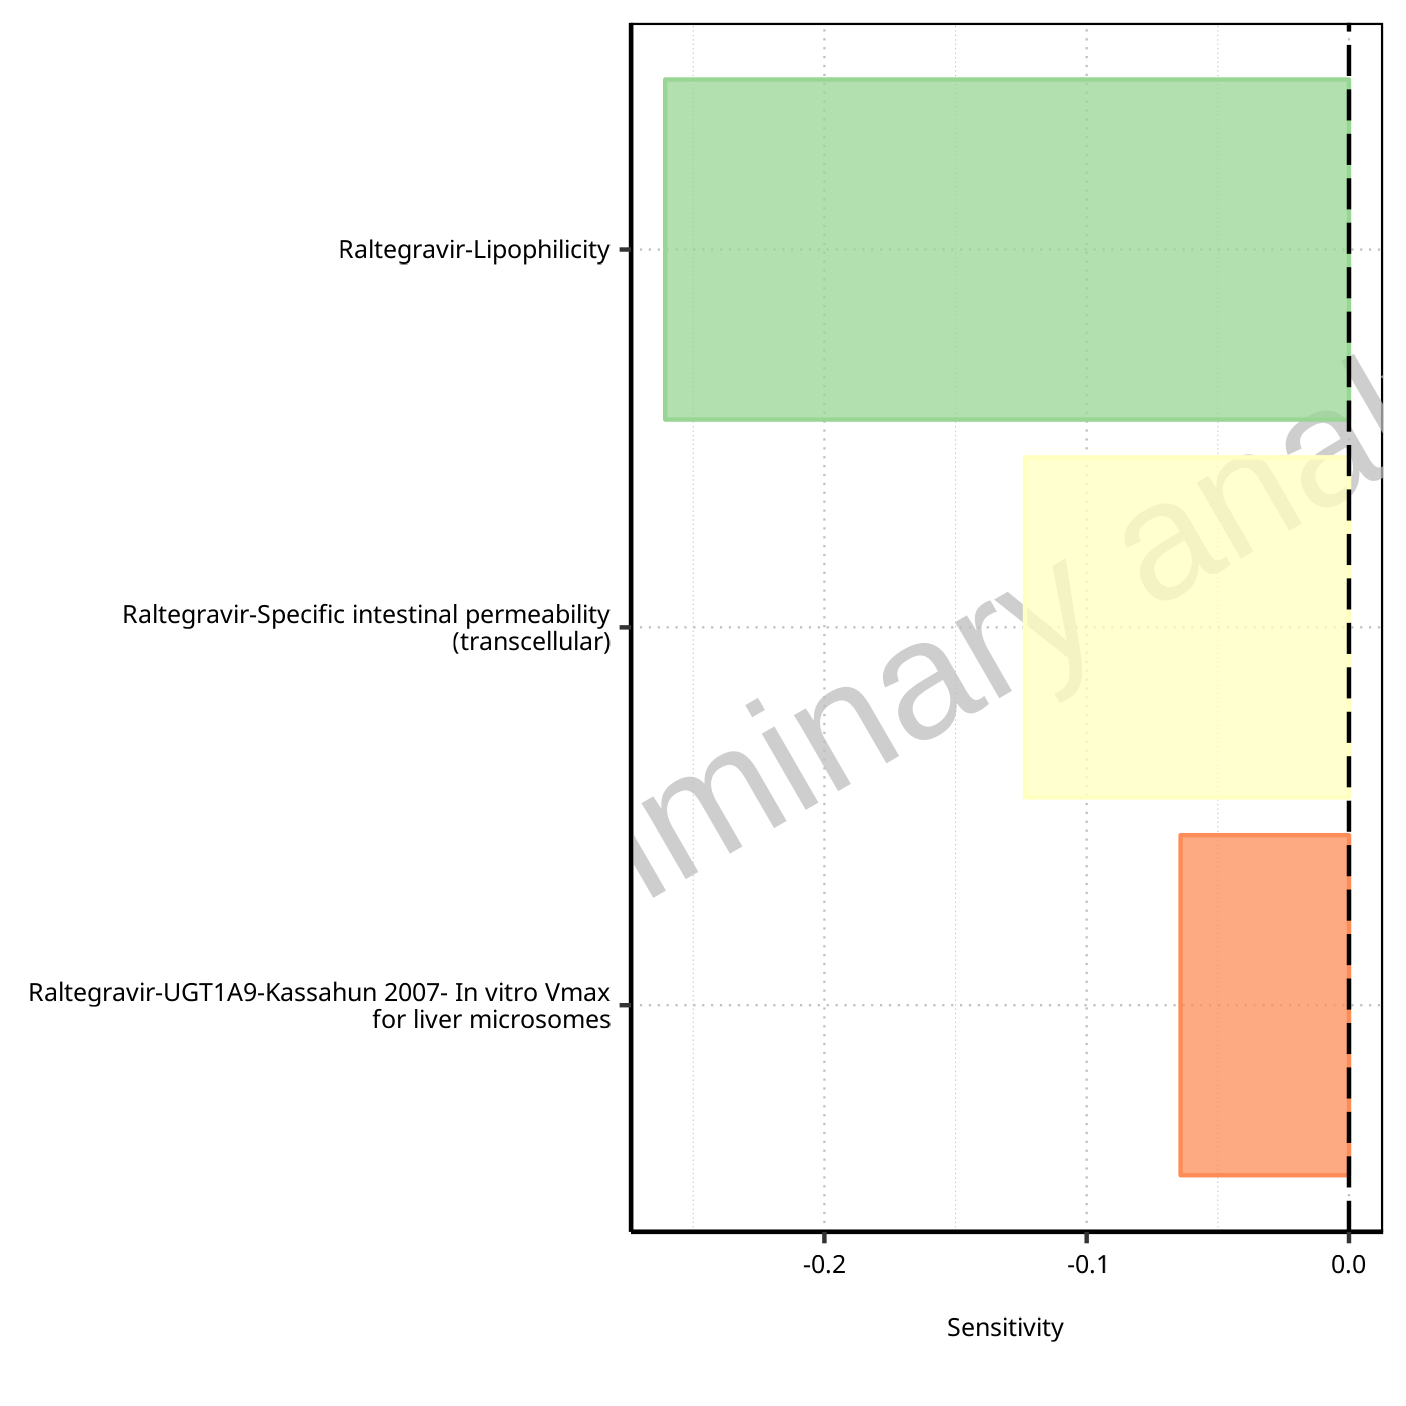 Raltegravir-Lipophilicity
Raltegravir-Specific intestinal permeability
(transcellular)
Raltegravir-UGT1A9-Kassahun 2007- In vitro Vmax
for liver microsomes
minary anal
-0.2 -0.1 0.0
Sensitivity